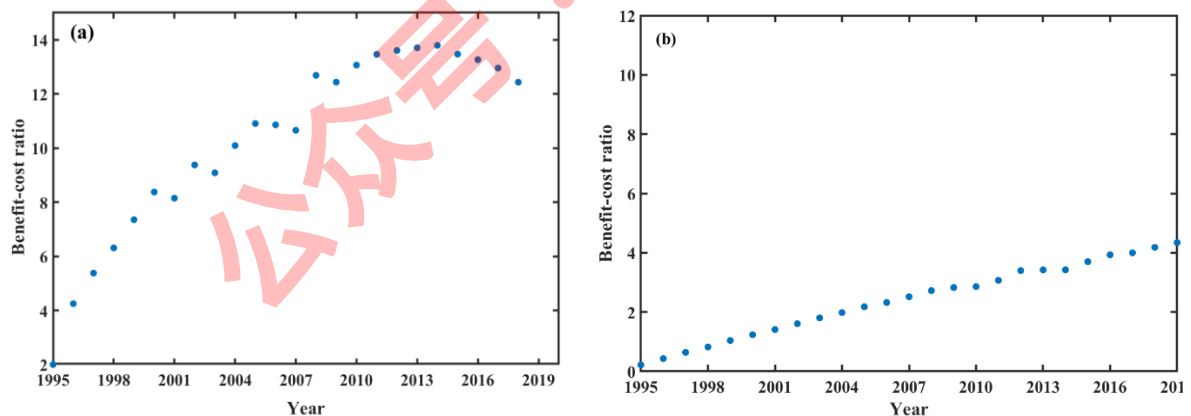 (a)
14
12
10
8
6
4
2
Benefit-cost ratio
1995 1998 2001 2004 2007 2010 2013 2016 2019
Year
(b)
12
10
8
6
4
2
0
Benefit-cost ratio
1995 1998 2001 2004 2007 2010 2013 2016 201
Year
公众号